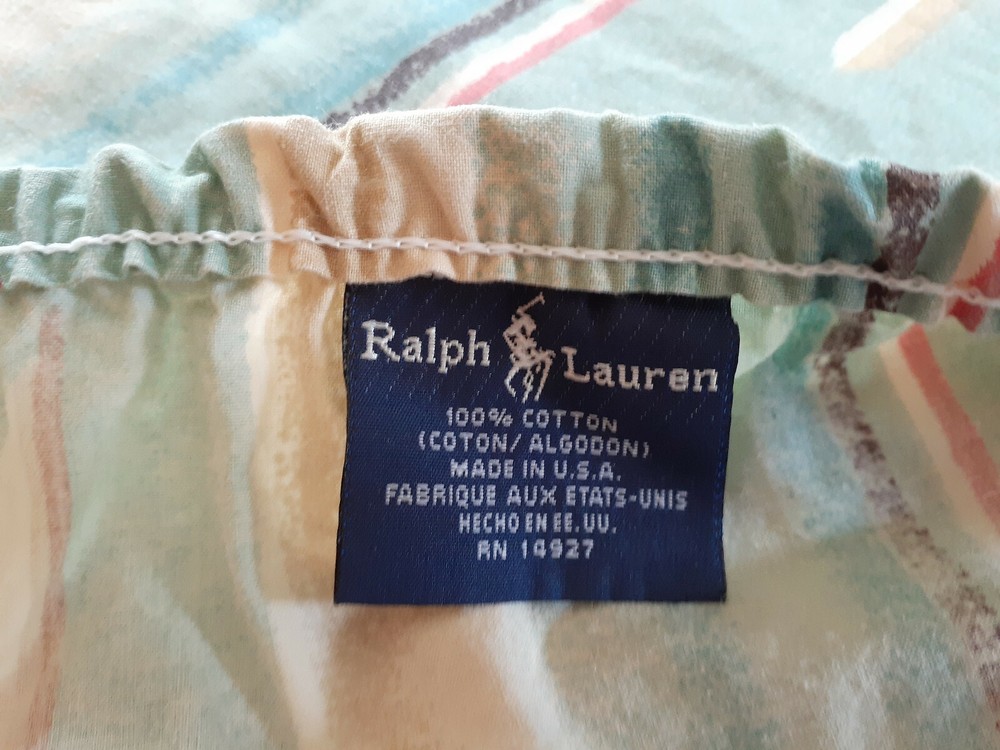 Ralph Lauren
100% COTTON
(COTON/ALGODON)
MADE IN U.S.A.
FABRIQUE AUX ETATS-UNIS
HECHO EN EE.UU.
RN 14927